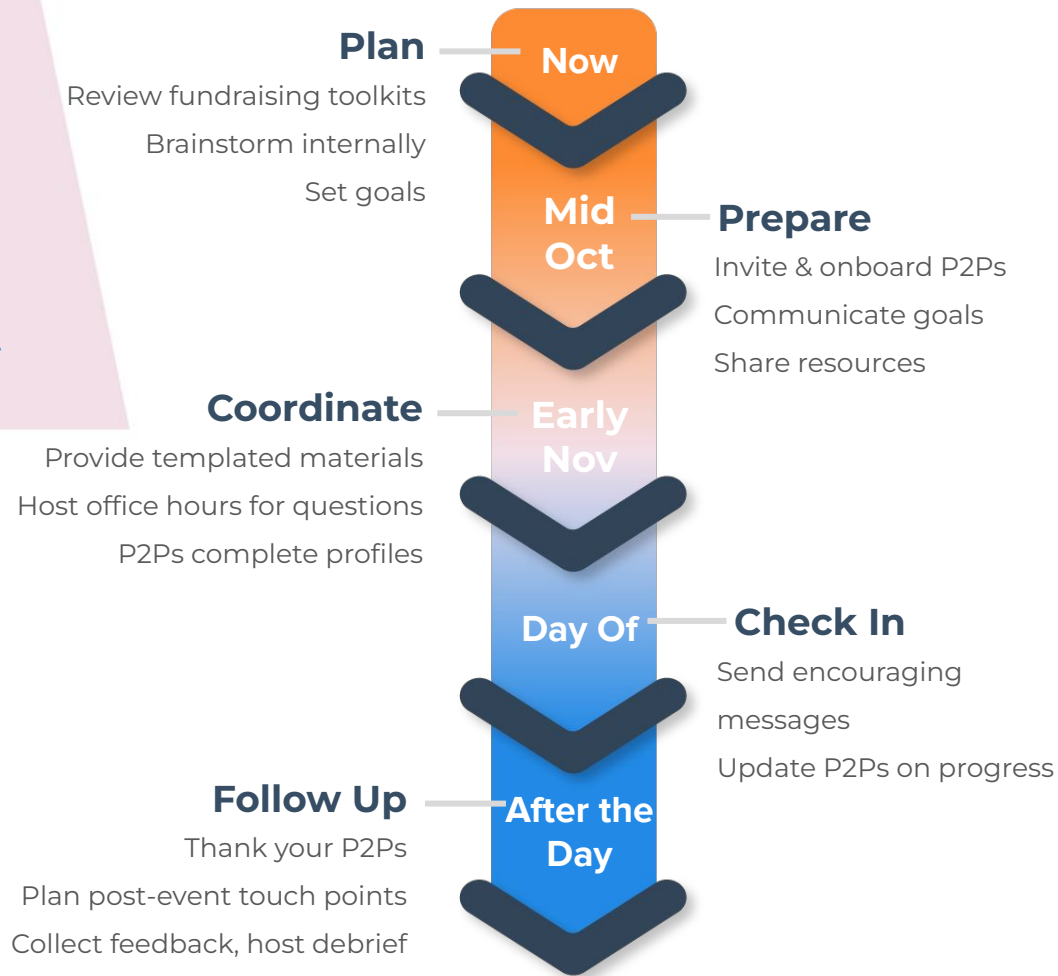 Plan
Now
Review fundraising toolkits
Brainstorm internally
Set goals
Mid
Oct
Prepare
Invite & onboard P2Ps
Communicate goals
Share resources
Coordinate
Early
Nov
Provide templated materials
Host office hours for questions
P2Ps complete profiles
Day Of
Check In
Send encouraging
messages
Update P2Ps on progress
Follow Up
After the
Day
Thank your P2Ps
Plan post-event touch points
Collect feedback, host debrief